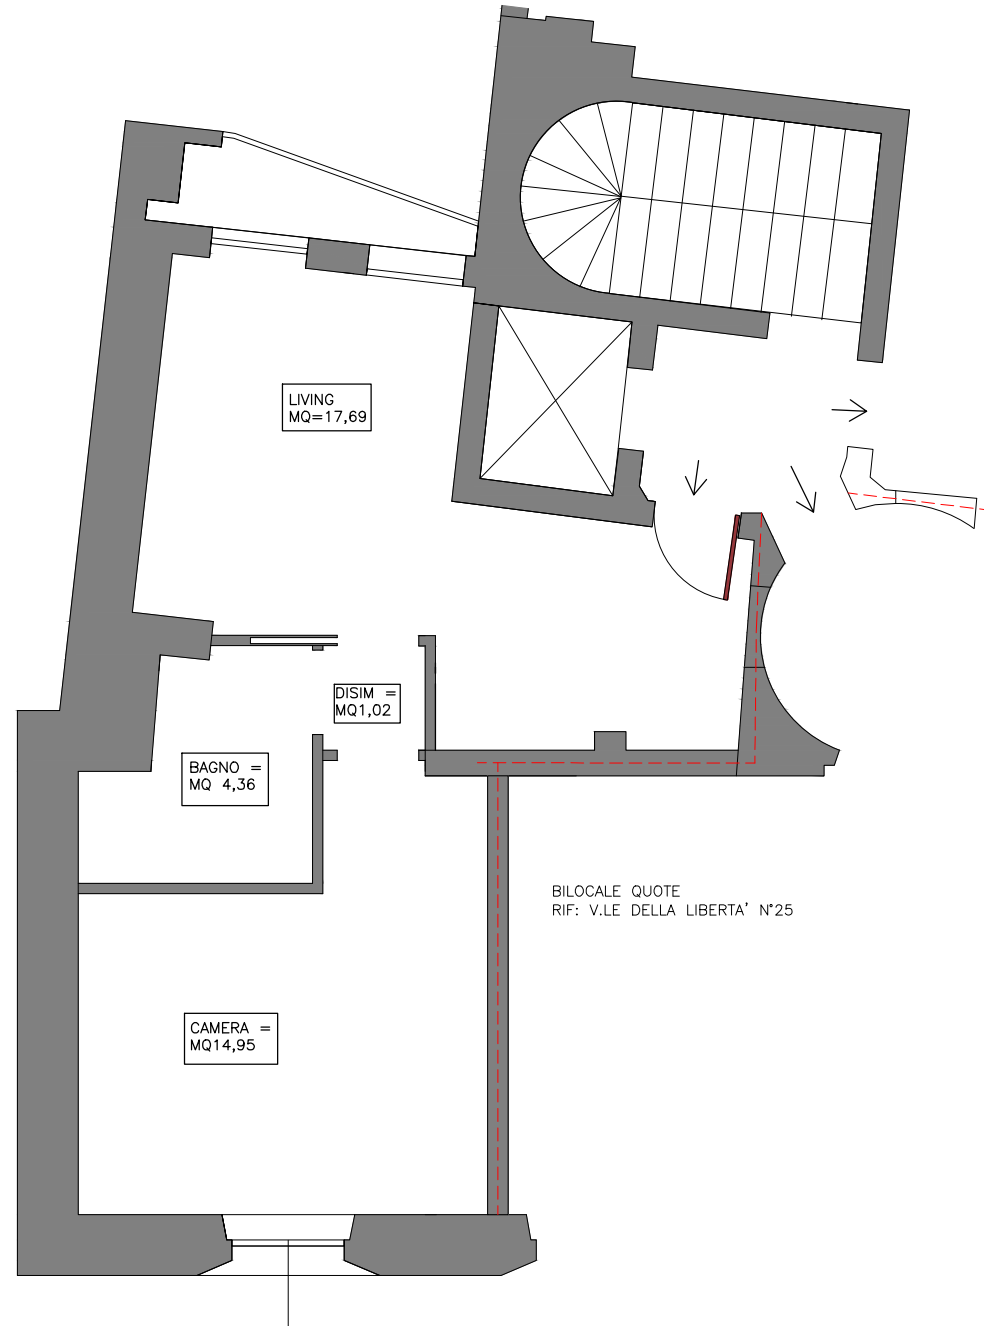 LIVING
MQ=17,69
DISIM =
MQ1,02
BAGNO =
MQ 4,36
BILOCALE QUOTE
RIF: V.LE DELLA LIBERTA' N°25
CAMERA =
MQ14,95